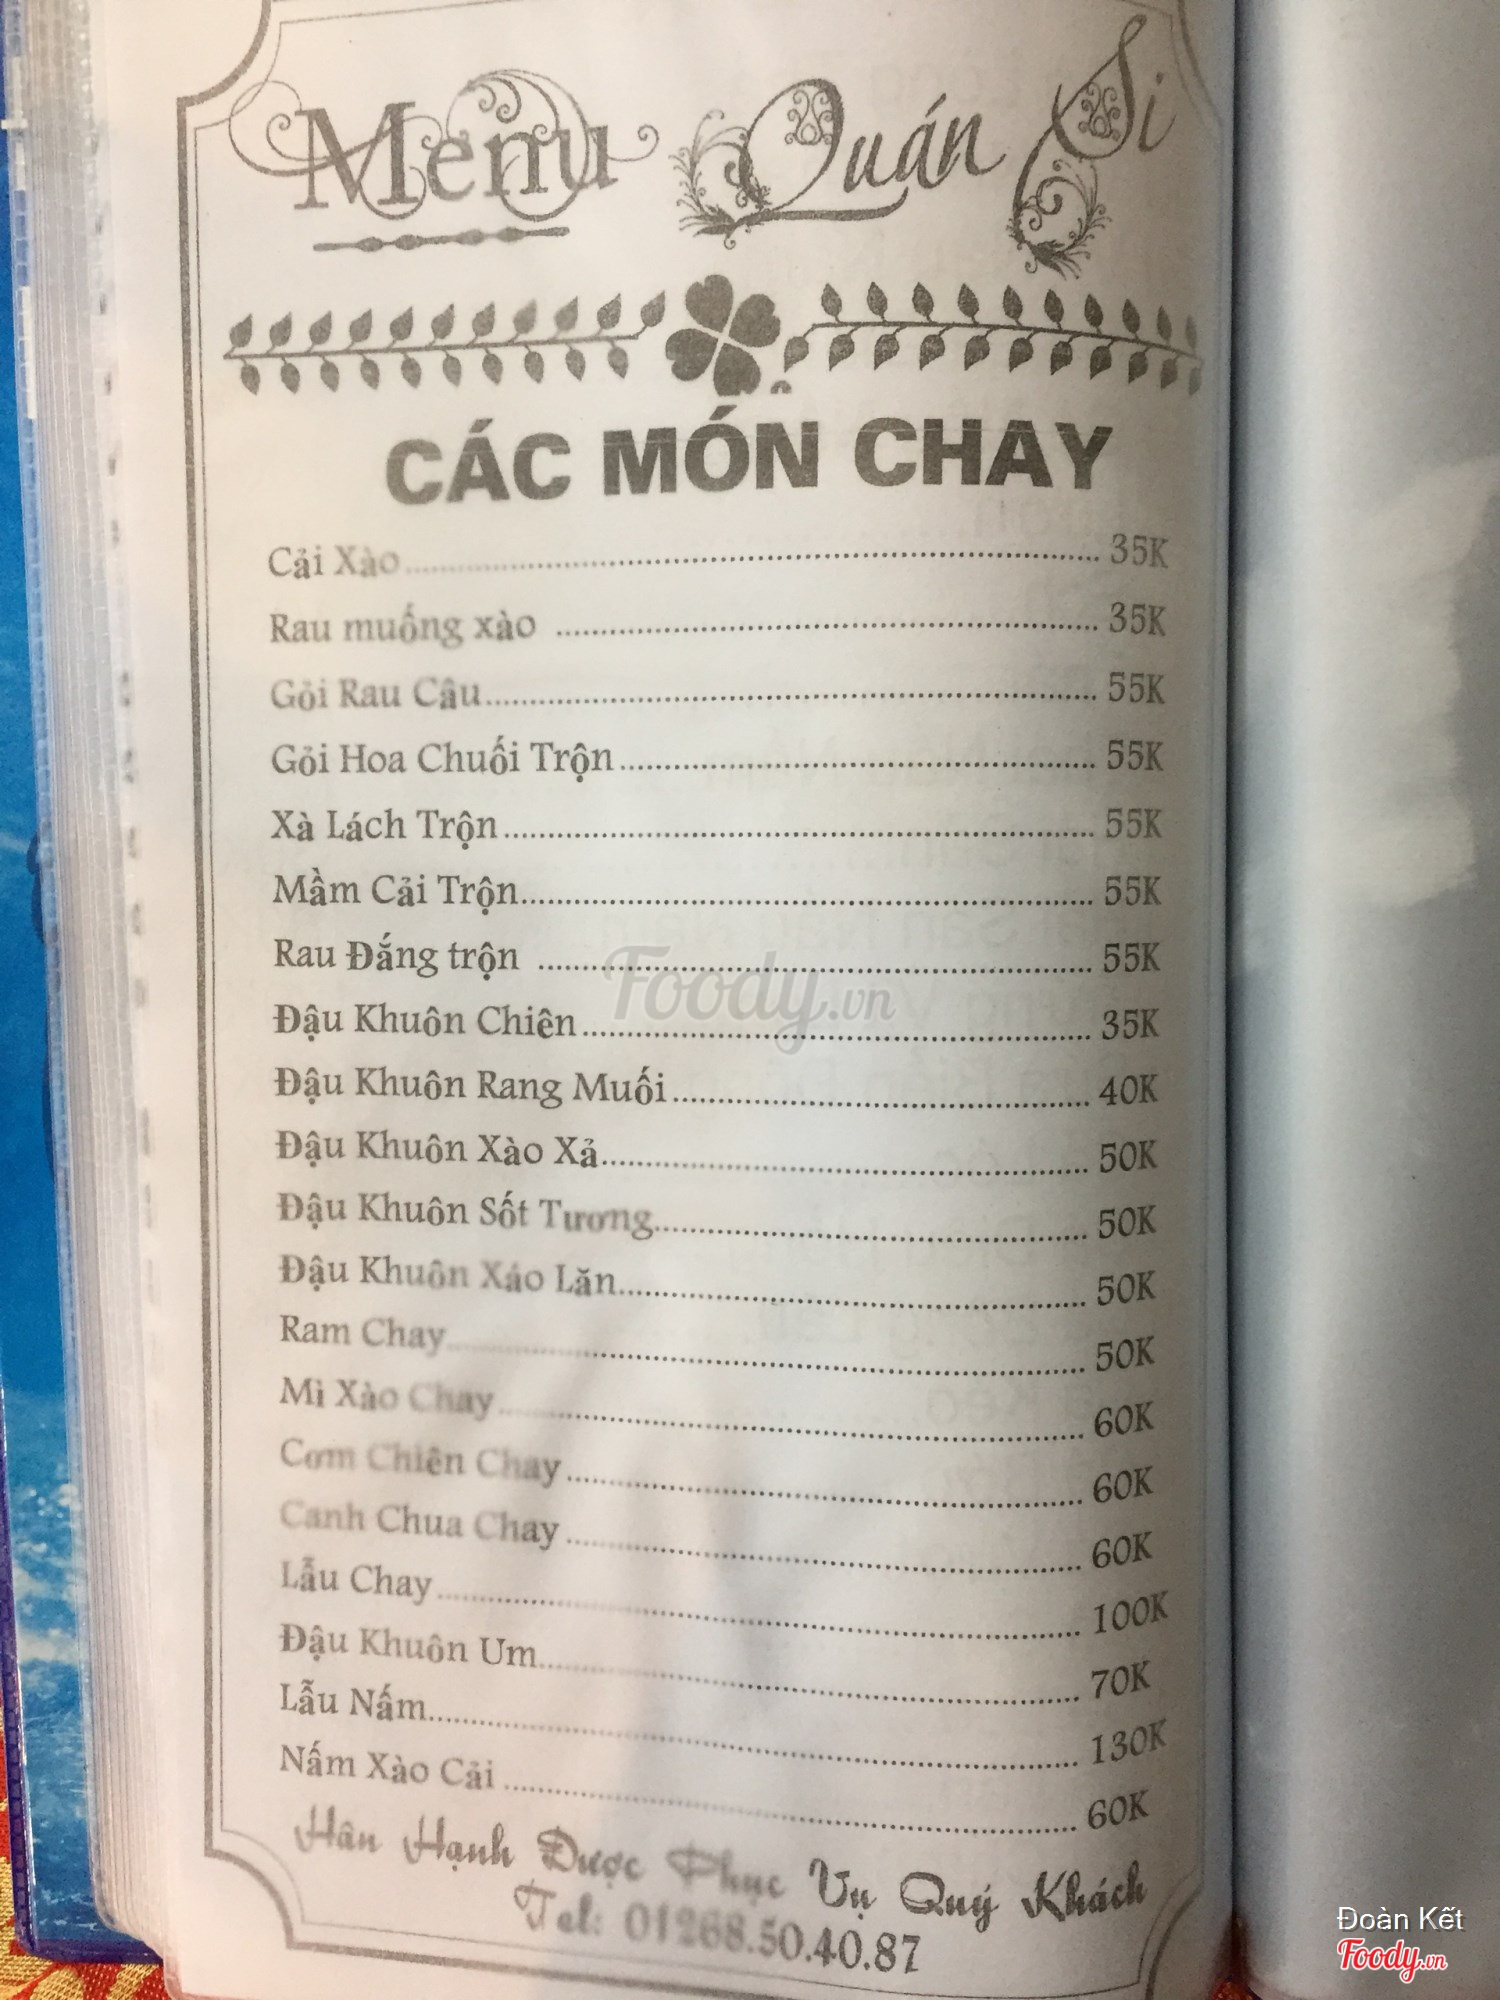 Menu Quán Si
CÁC MÓN CHAY
Cải Xào 35K
Rau muống xào 35K
Gỏi Rau Câu 55K
Gỏi Hoa Chuối Trộn 55K
Xà Lách Trộn 55K
Mầm Cải Trộn 55K
Rau Đắng trộn 55K
Đậu Khuôn Chiên 35K
Đậu Khuôn Rang Muối 40K
Đậu Khuôn Xào Xả 50K
Đậu Khuôn Sốt Tương 50K
Đậu Khuôn Xáo Lăn 50K
Ram Chay 50K
Mì Xào Chay 60K
Cơm Chiên Chay 60K
Canh Chua Chay 60K
Lẩu Chay 100K
Đậu Khuôn Um 70K
Lẩu Nấm 130K
Nấm Xào Cải 60K
Hân Hạnh Được Phục Vụ Quý Khách
Tel: 01268.50.40.87
Foody.vn
Đoàn Kết
Foody.vn